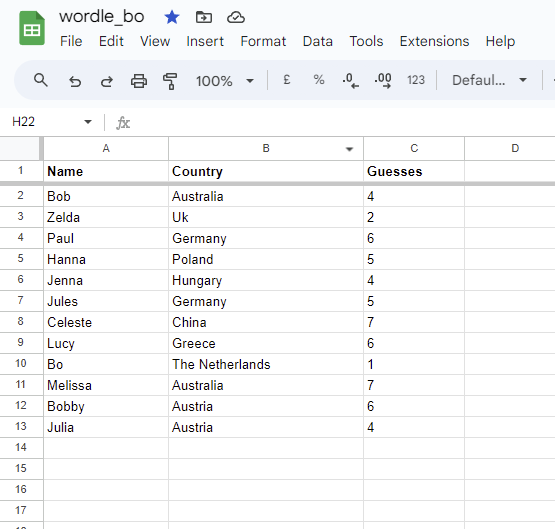 wordle_bo
File Edit View Insert Format Data Tools Extensions Help
100% £ % .0 .00 123 Defaul...
H22 fx
A B C D
1 Name Country Guesses
2 Bob Australia 4
3 Zelda Uk 2
4 Paul Germany 6
5 Hanna Poland 5
6 Jenna Hungary 4
7 Jules Germany 5
8 Celeste China 7
9 Lucy Greece 6
10 Bo The Netherlands 1
11 Melissa Australia 7
12 Bobby Austria 6
13 Julia Austria 4
14
15
16
17